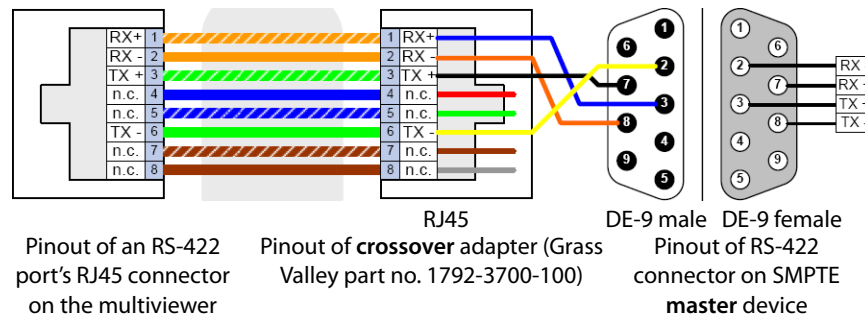 RX+ 1
RX - 2
TX + 3
n.c. 4
n.c. 5
TX - 6
n.c. 7
n.c. 8
1 RX+
2 RX -
3 TX +
4 n.c.
5 n.c.
6 TX -
7 n.c.
8 n.c.
1
6
2
7
3
8
4
9
5
1
6
2
7
3
8
4
9
5
RX
RX -
TX
TX -
RJ45
DE-9 male
DE-9 female
Pinout of an RS-422
port's RJ45 connector
on the multiviewer
Pinout of crossover adapter (Grass
Valley part no. 1792-3700-100)
Pinout of RS-422
connector on SMPTE
master device